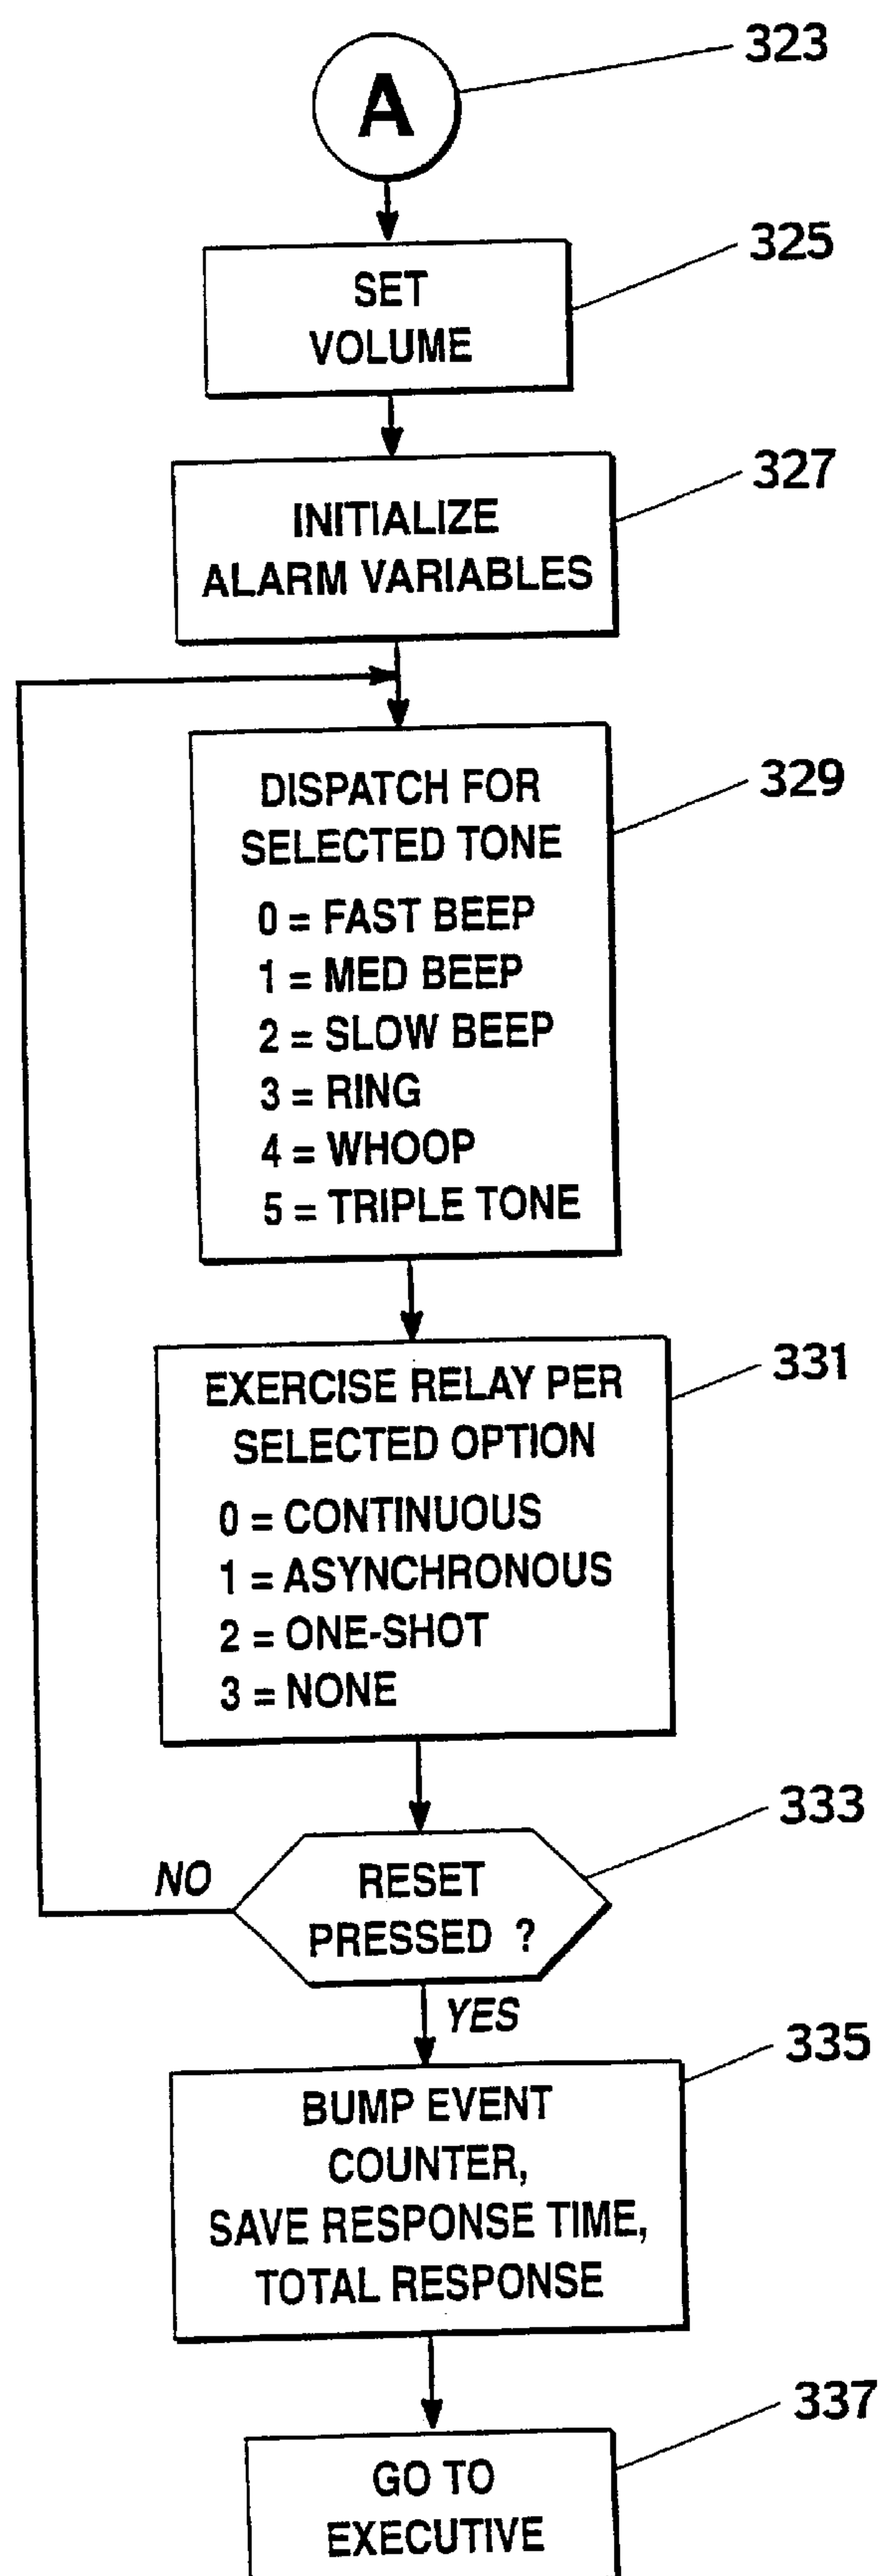 A
323
SET
VOLUME
325
INITIALIZE
ALARM VARIABLES
327
DISPATCH FOR
SELECTED TONE
0 = FAST BEEP
1 = MED BEEP
2 = SLOW BEEP
3 = RING
4 = WHOOP
5 = TRIPLE TONE
329
EXERCISE RELAY PER
SELECTED OPTION
0 = CONTINUOUS
1 = ASYNCHRONOUS
2 = ONE-SHOT
3 = NONE
331
RESET
PRESSED ?
333
NO
YES
BUMP EVENT
COUNTER,
SAVE RESPONSE TIME,
TOTAL RESPONSE
335
GO TO
EXECUTIVE
337